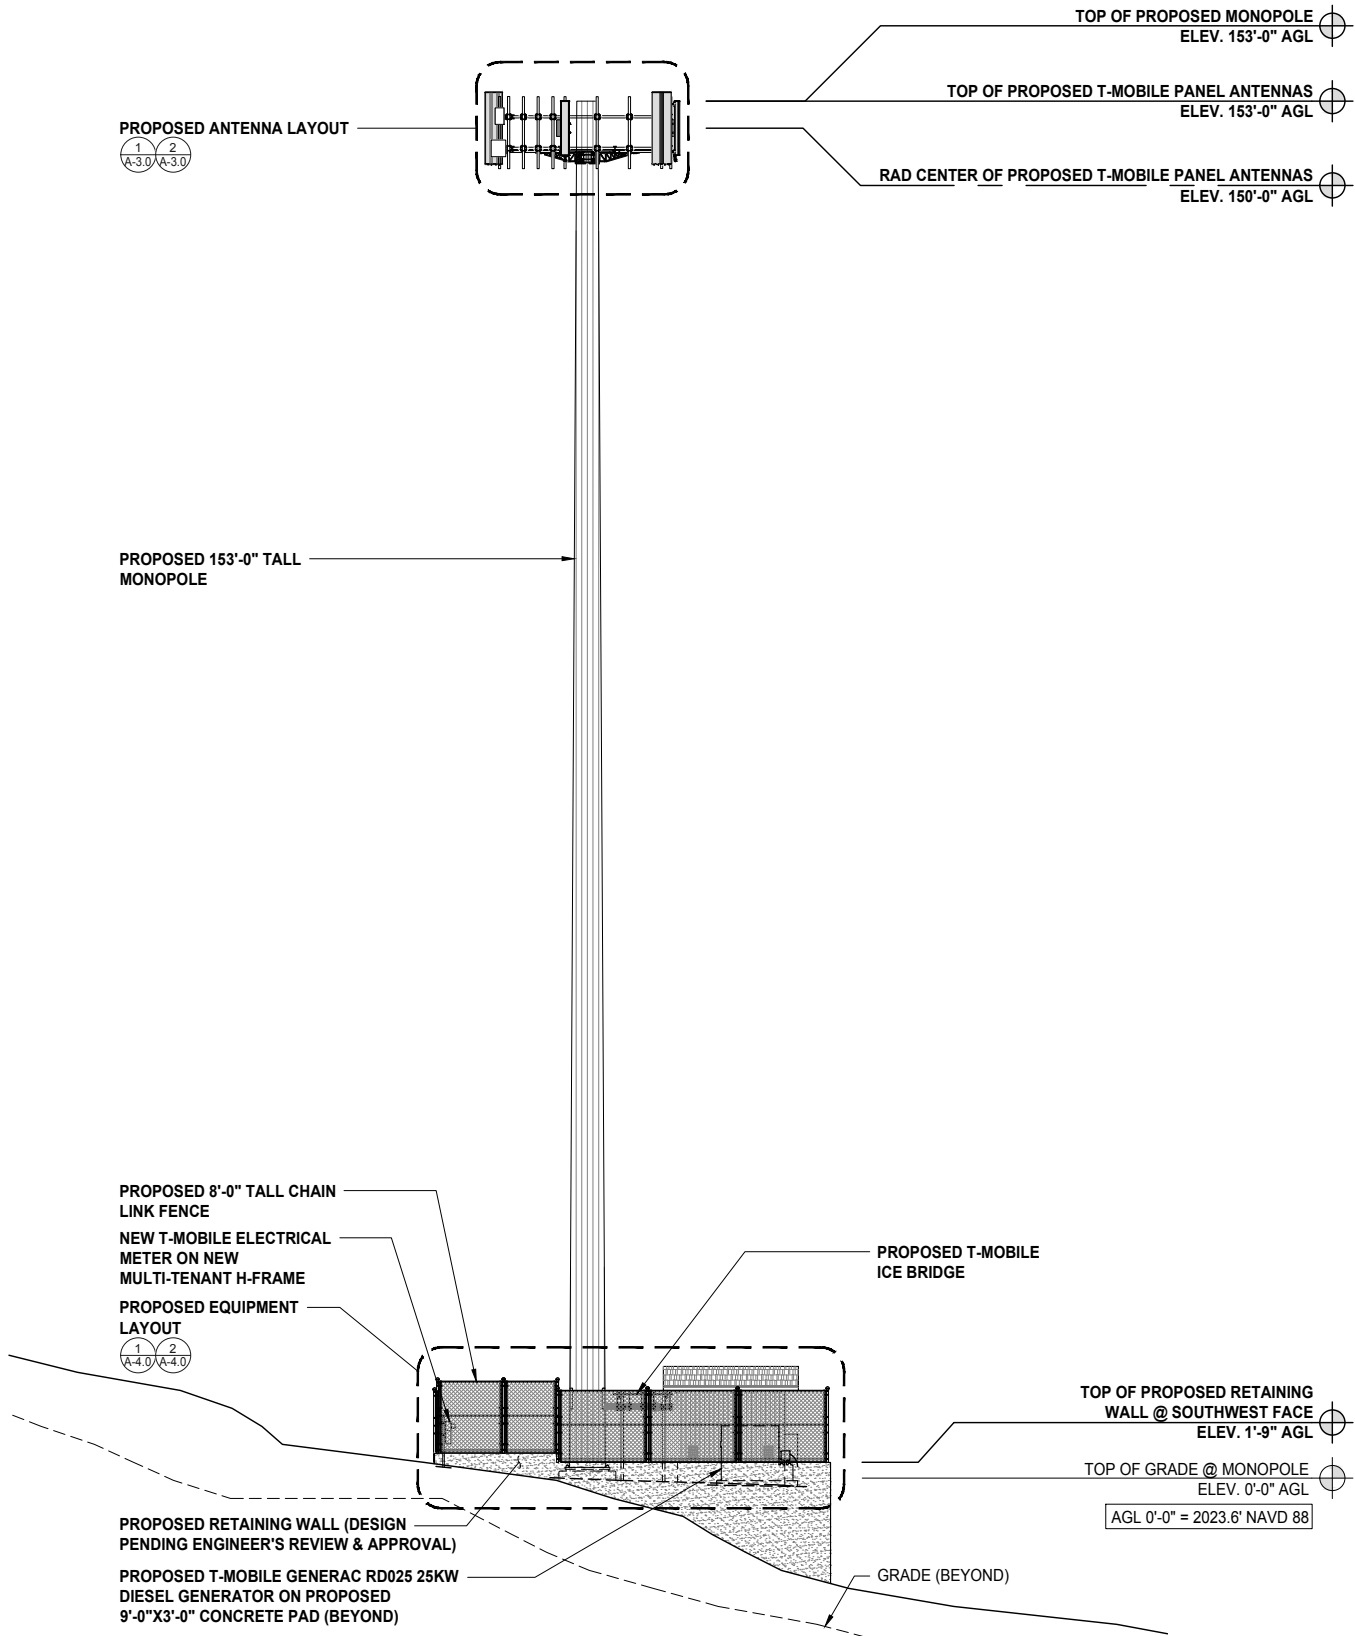 TOP OF PROPOSED MONOPOLE
ELEV. 153'-0" AGL
TOP OF PROPOSED T-MOBILE PANEL ANTENNAS
ELEV. 153'-0" AGL
PROPOSED ANTENNA LAYOUT
1 2
A-3.0 A-3.0
RAD CENTER OF PROPOSED T-MOBILE PANEL ANTENNAS
ELEV. 150'-0" AGL
PROPOSED 153'-0" TALL
MONOPOLE
PROPOSED 8'-0" TALL CHAIN
LINK FENCE
NEW T-MOBILE ELECTRICAL
METER ON NEW
MULTI-TENANT H-FRAME
PROPOSED T-MOBILE
ICE BRIDGE
PROPOSED EQUIPMENT
LAYOUT
1 2
A-4.0 A-4.0
TOP OF PROPOSED RETAINING
WALL @ SOUTHWEST FACE
ELEV. 1'-9" AGL
TOP OF GRADE @ MONOPOLE
ELEV. 0'-0" AGL
AGL 0'-0" = 2023.6' NAVD 88
PROPOSED RETAINING WALL (DESIGN
PENDING ENGINEER'S REVIEW & APPROVAL)
PROPOSED T-MOBILE GENERAC RD025 25KW
DIESEL GENERATOR ON PROPOSED
9'-0"X3'-0" CONCRETE PAD (BEYOND)
GRADE (BEYOND)